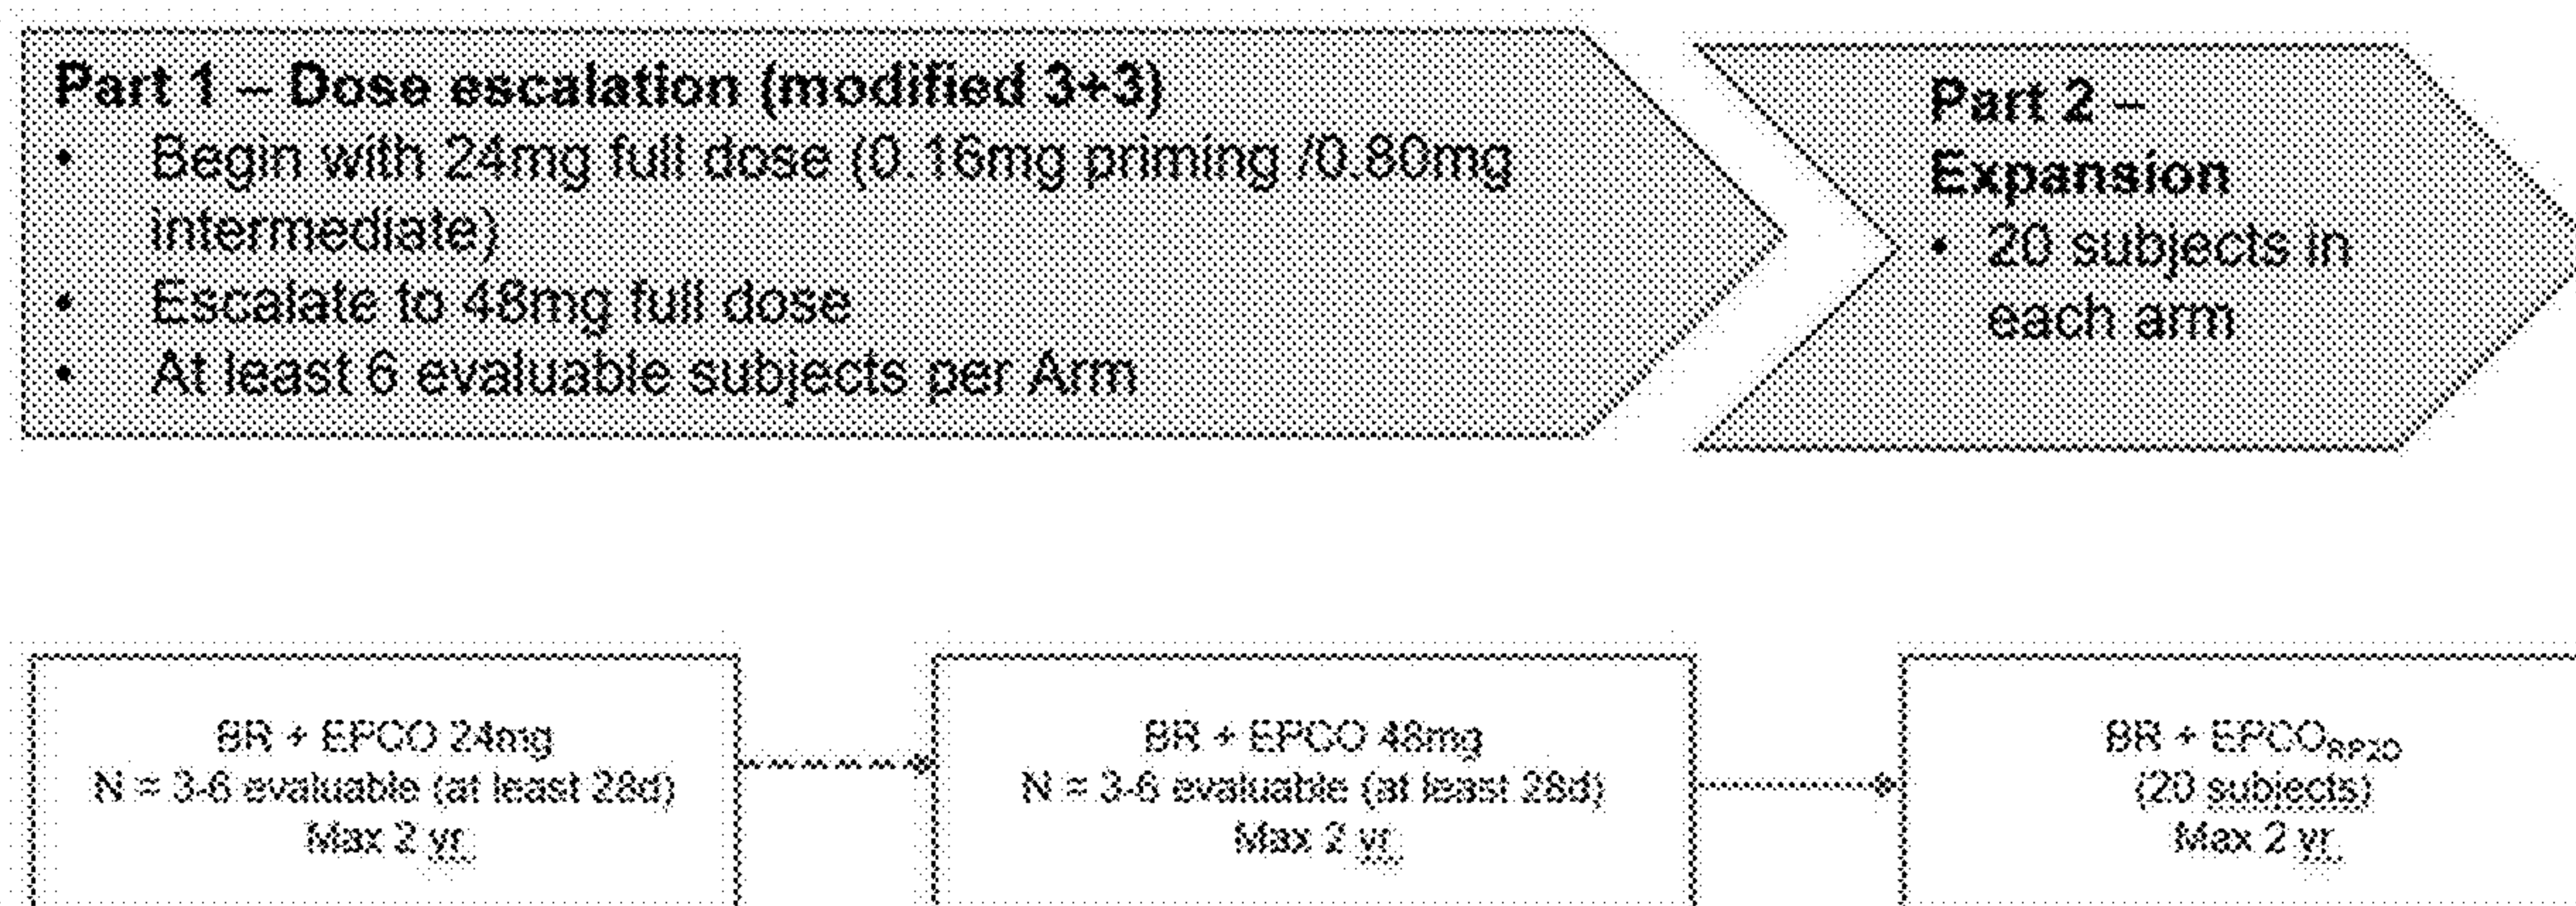 Part 1 – Dose escalation (modified 3+3)
• Begin with 24mg full dose (0.16mg priming /0.80mg
intermediate)
• Escalate to 48mg full dose
• At least 6 evaluable subjects per Arm
Part 2 –
Expansion
• 20 subjects in
each arm
BR + EPCO 24mg
N = 3-6 evaluable (at least 28d)
Max 2 yr
BR + EPCO 48mg
N = 3-6 evaluable (at least 28d)
Max 2 yr
BR + EPCO RP2D
(20 subjects)
Max 2 yr